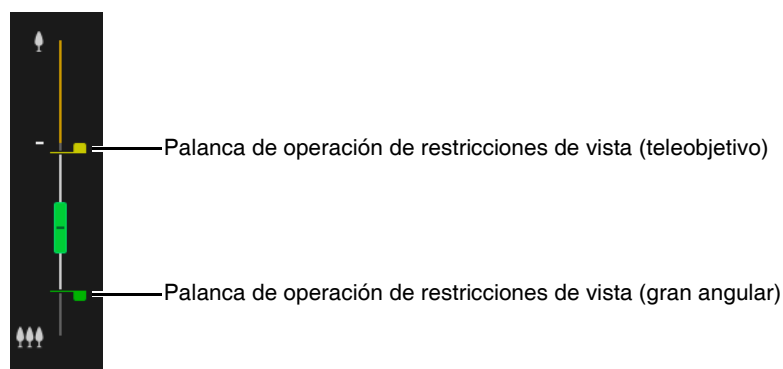 Palanca de operación de restricciones de vista (teleobjetivo)
Palanca de operación de restricciones de vista (gran angular)